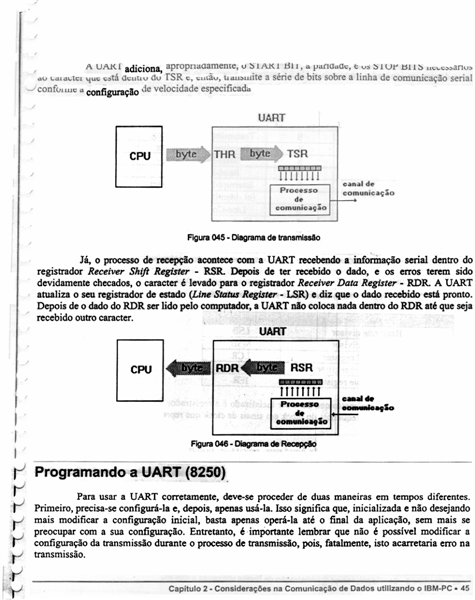 A UART adiciona, apropriadamente, o START BIT, a paridade, e os STOP BITS necessários
ao caracter que está dentro do TSR e, então, transmite a série de bits sobre a linha de comunicação serial
conforme a configuração de velocidade especificada
UART
CPU
byte
THR
byte
TSR
Processo
de
comunicação
canal de
comunicação
Figura 045 - Diagrama de transmissão
Já, o processo de recepção acontece com a UART recebendo a informação serial dentro do
registrador Receiver Shift Register - RSR. Depois de ter recebido o dado, e os erros terem sido
devidamente checados, o caracter é levado para o registrador Receiver Data Register - RDR. A UART
atualiza o seu registrador de estado (Line Status Register - LSR) e diz que o dado recebido está pronto.
Depois de o dado do RDR ser lido pelo computador, a UART não coloca nada dentro do RDR até que seja
recebido outro caracter.
UART
CPU
byte
RDR
byte
RSR
Processo
de
comunicação
canal de
comunicação
Figura 046 - Diagrama de Recepção
Programando a UART (8250)
Para usar a UART corretamente, deve-se proceder de duas maneiras em tempos diferentes.
Primeiro, precisa-se configurá-la e, depois, apenas usá-la. Isso significa que, inicializada e não desejando
mais modificar a configuração inicial, basta apenas operá-la até o final da aplicação, sem mais se
preocupar com a sua configuração. Entretanto, é importante lembrar que não é possível modificar a
configuração da transmissão durante o processo de transmissão, pois, fatalmente, isto acarretaria erro na
transmissão.
Capítulo 2 - Considerações na Comunicação de Dados utilizando o IBM-PC • 45